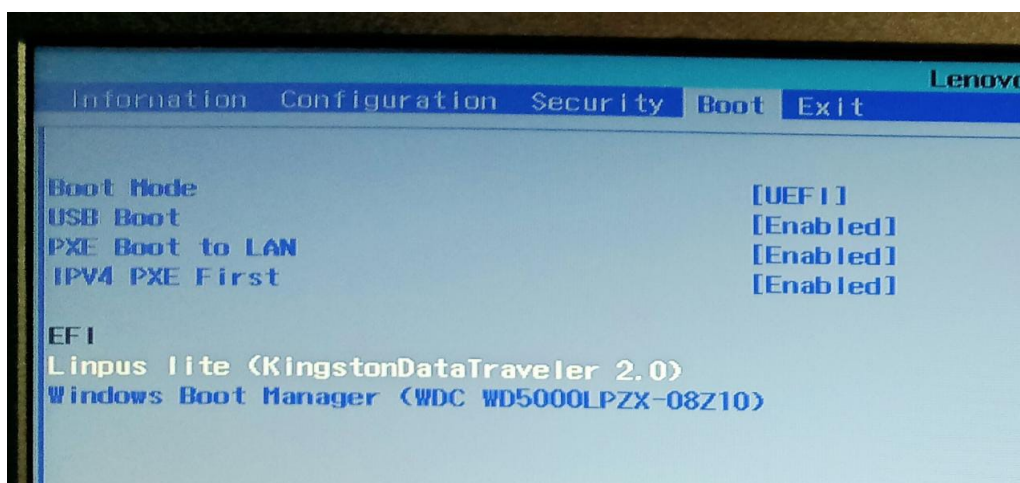 Lenovo
Information Configuration Security Boot Exit
Boot Mode [UEFI]
USB Boot [Enabled]
PXE Boot to LAN [Enabled]
IPV4 PXE First [Enabled]
EFI
Linpus lite (KingstonDataTraveler 2.0)
Windows Boot Manager (WDC WD5000LPZX-08Z10)